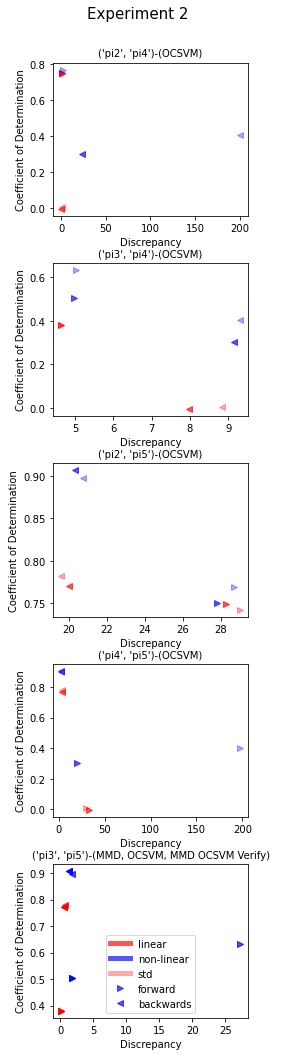 Experiment 2
('pi2', 'pi4')-(OCSVM)
Coefficient of Determination
0.8
0.6
0.4
0.2
0.0
0 50 100 150 200
Discrepancy
('pi3', 'pi4')-(OCSVM)
Coefficient of Determination
0.6
0.4
0.2
0.0
5 6 7 8 9
Discrepancy
('pi2', 'pi5')-(OCSVM)
Coefficient of Determination
0.90
0.85
0.80
0.75
20 22 24 26 28
Discrepancy
('pi4', 'pi5')-(OCSVM)
Coefficient of Determination
0.8
0.6
0.4
0.2
0.0
0 50 100 150 200
Discrepancy
('pi3', 'pi5')-(MMD, OCSVM, MMD OCSVM Verify)
Coefficient of Determination
0.9
0.8
0.7
0.6
0.5
0.4
linear
non-linear
std
forward
backwards
0 5 10 15 20 25
Discrepancy